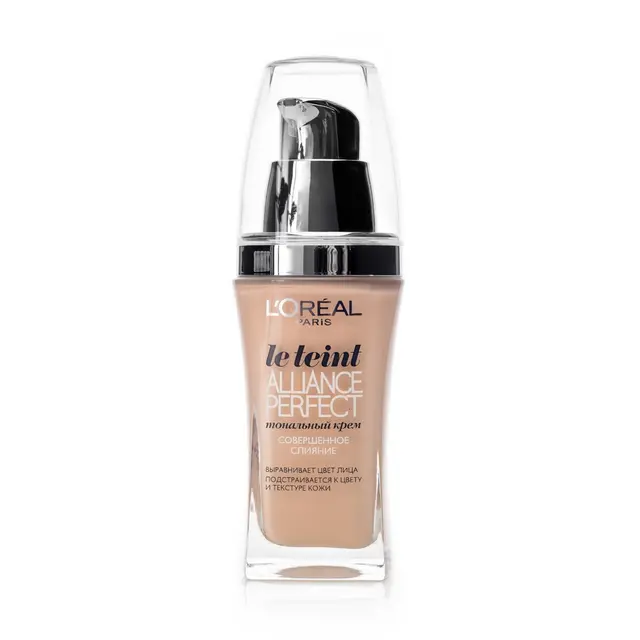 L'ORÉAL
PARIS
le teint
ALLIANCE
PERFECT
тональный крем
СОВЕРШЕННОЕ
СЛИЯНИЕ
ВЫРАВНИВАЕТ ЦВЕТ ЛИЦА
ПОДСТРАИВАЕТСЯ К ЦВЕТУ
И ТЕКСТУРЕ КОЖИ